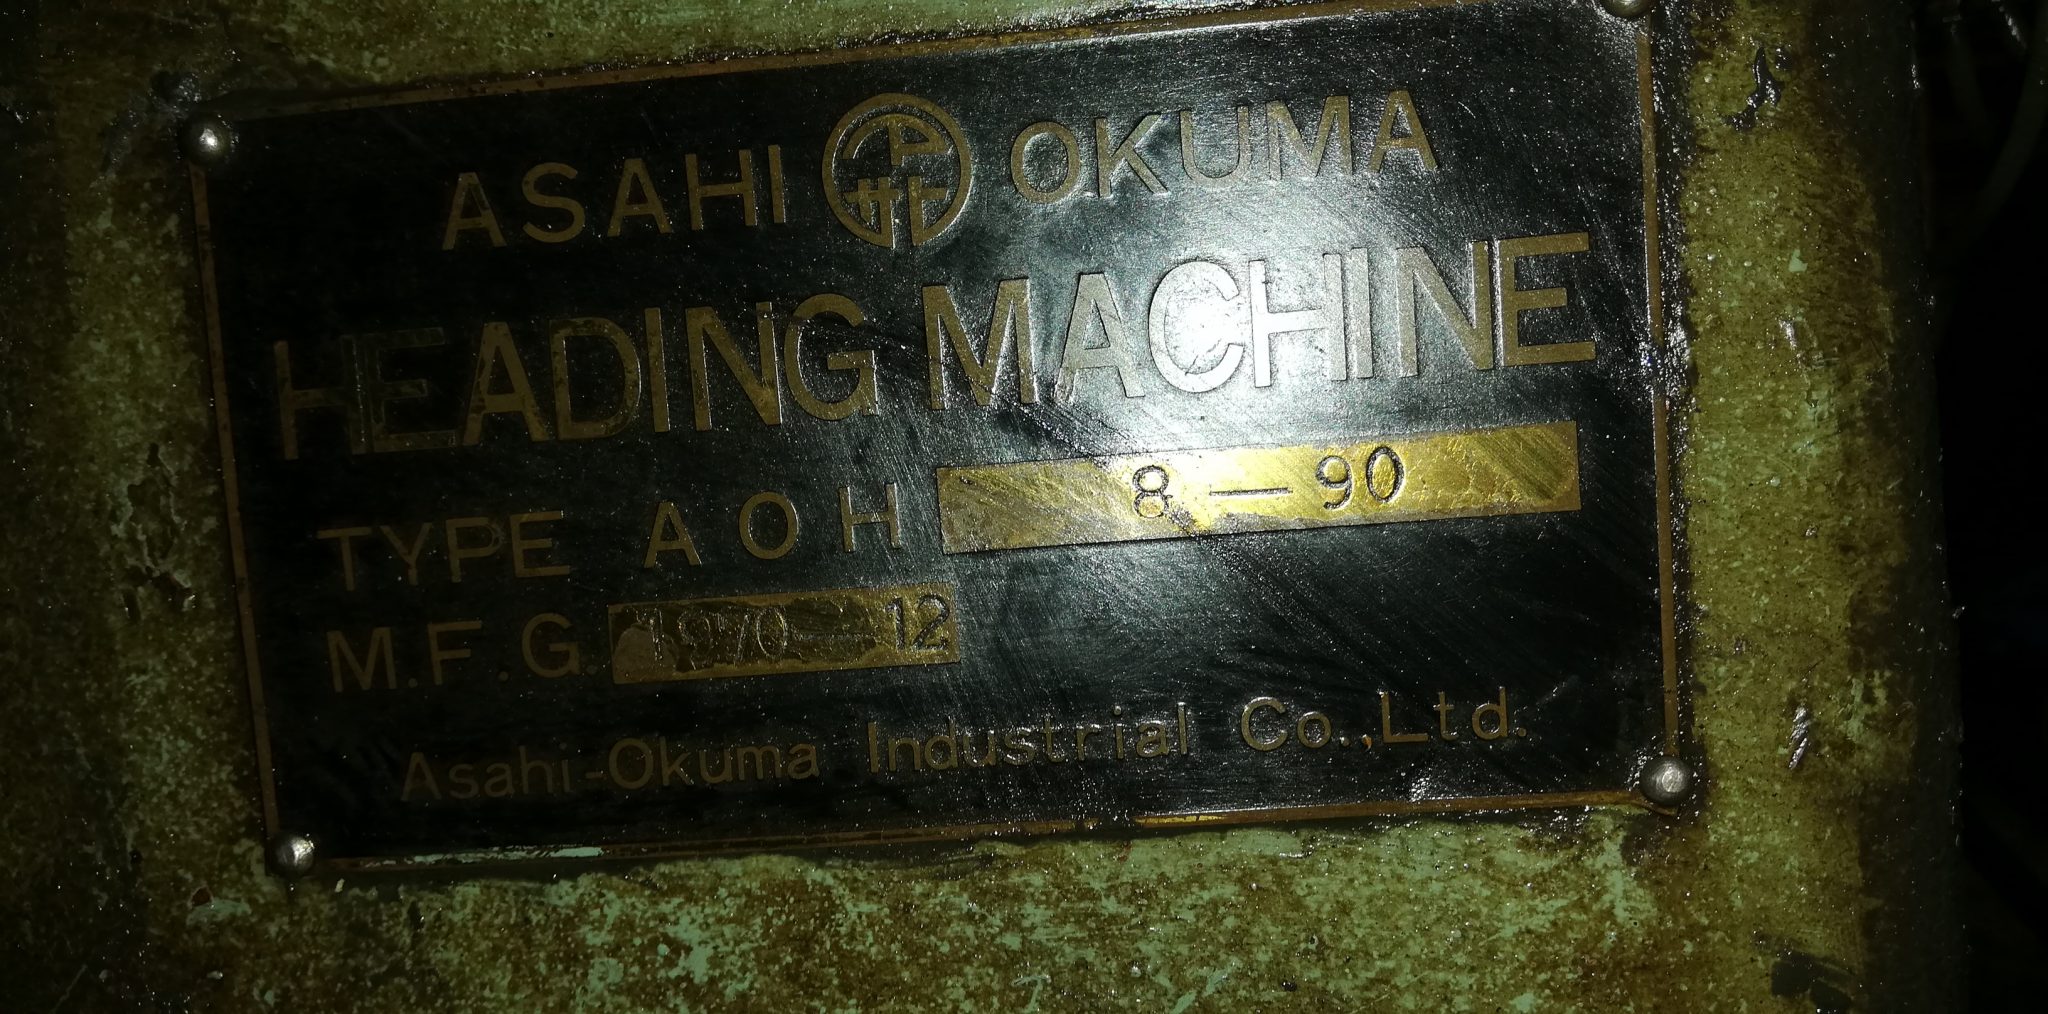 ASAHI OKUMA
HEADING MACHINE
TYPE AOH 8-90
M.F.G. 1970-12
Asahi-Okuma Industrial Co.,Ltd.